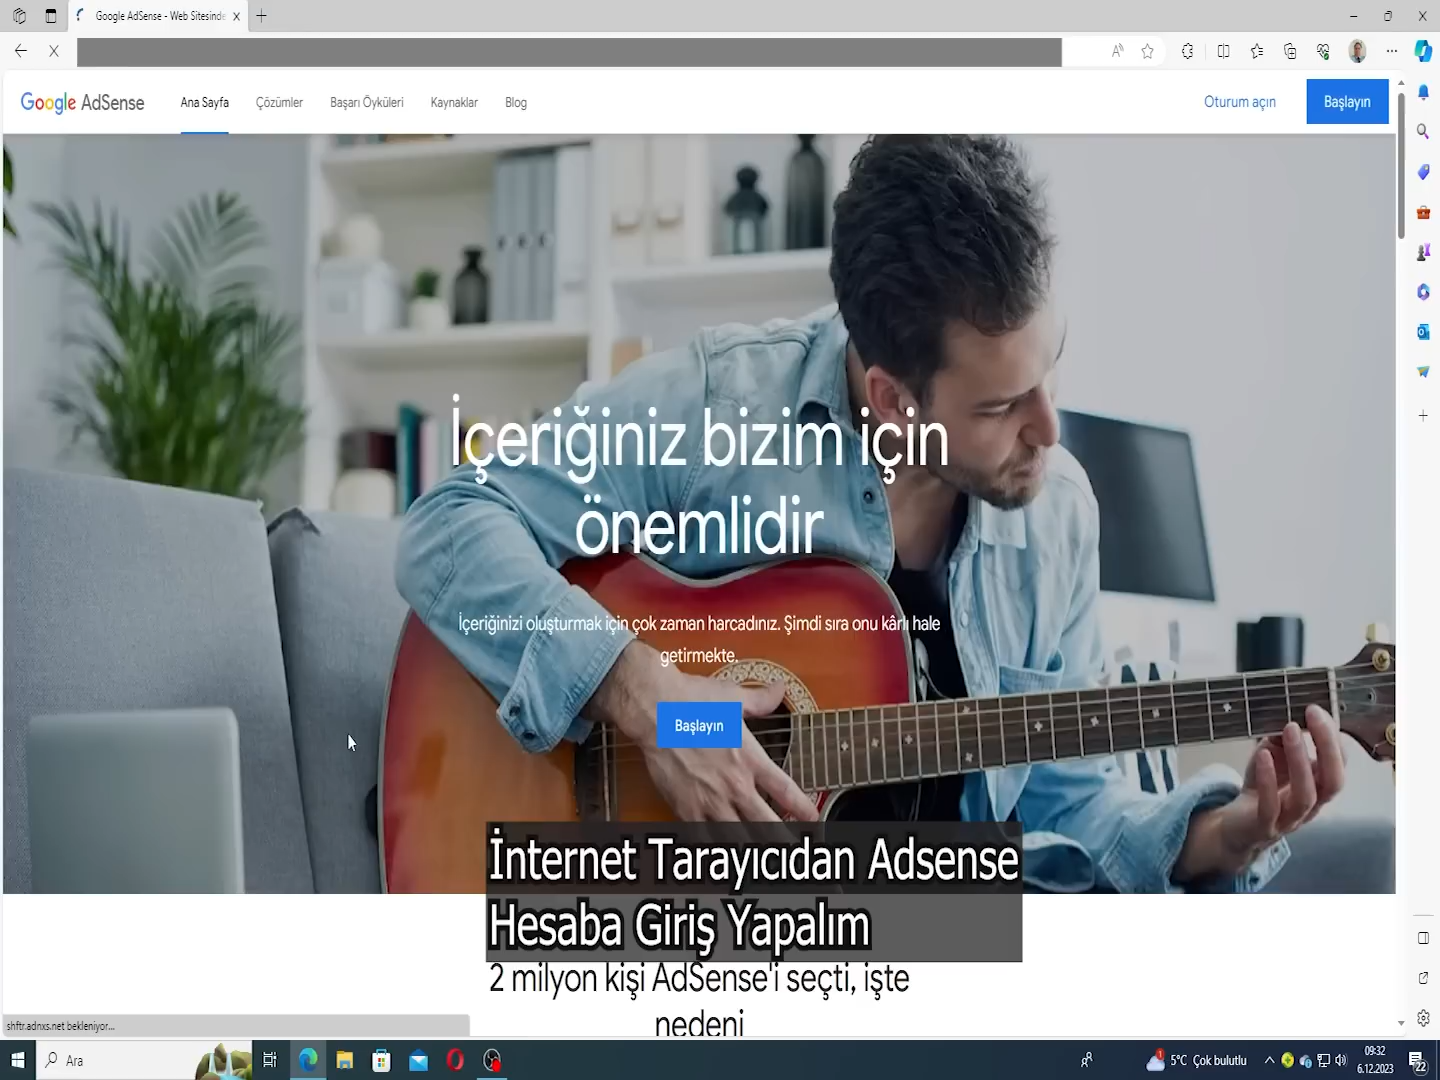 Google AdSense - Web Sitesinde
Google AdSense
Ana Sayfa
Çözümler
Başarı Öyküleri
Kaynaklar
Blog
Oturum açın
Başlayın
İçeriğiniz bizim için
önemlidir
İçeriğinizi oluşturmak için çok zaman harcadınız. Şimdi sıra onu kârlı hale
getirmekte.
Başlayın
İnternet Tarayıcıdan Adsense
Hesaba Giriş Yapalım
2 milyon kişi AdSense'i seçti, işte
nedeni
shftr.adnxs.net bekleniyor...
Ara
1
5°C Çok bulutlu
09:32
6.12.2023
22